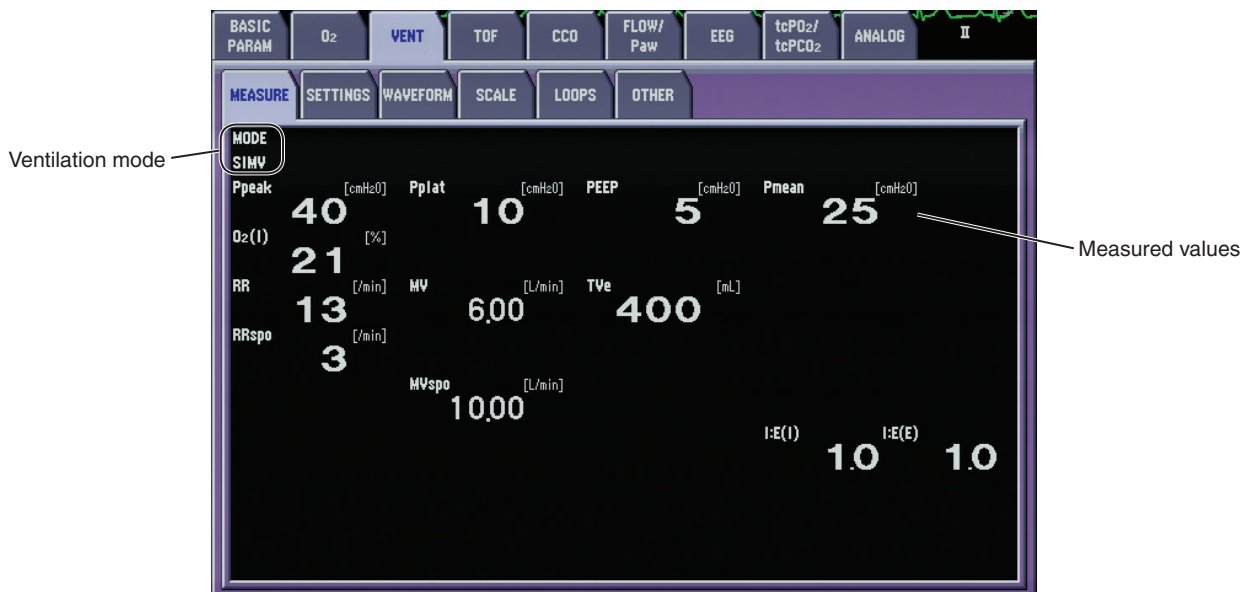 BASIC PARAM O2 VENT TOF CCO FLOW/ Paw EEG tcPO2/ tcPCO2 ANALOG II
MEASURE SETTINGS WAVEFORM SCALE LOOPS OTHER
Ventilation mode
MODE
SIMV
Ppeak [cmH2O] 40 Pplat [cmH2O] 10 PEEP [cmH2O] 5 Pmean [cmH2O] 25
Measured values
O2(I) [%] 21
RR [/min] 13 MV [L/min] 6.00 TVe [mL] 400
RRspo [/min] 3
MVspo [L/min] 10.00
I:E(I) 1.0 I:E(E) 1.0